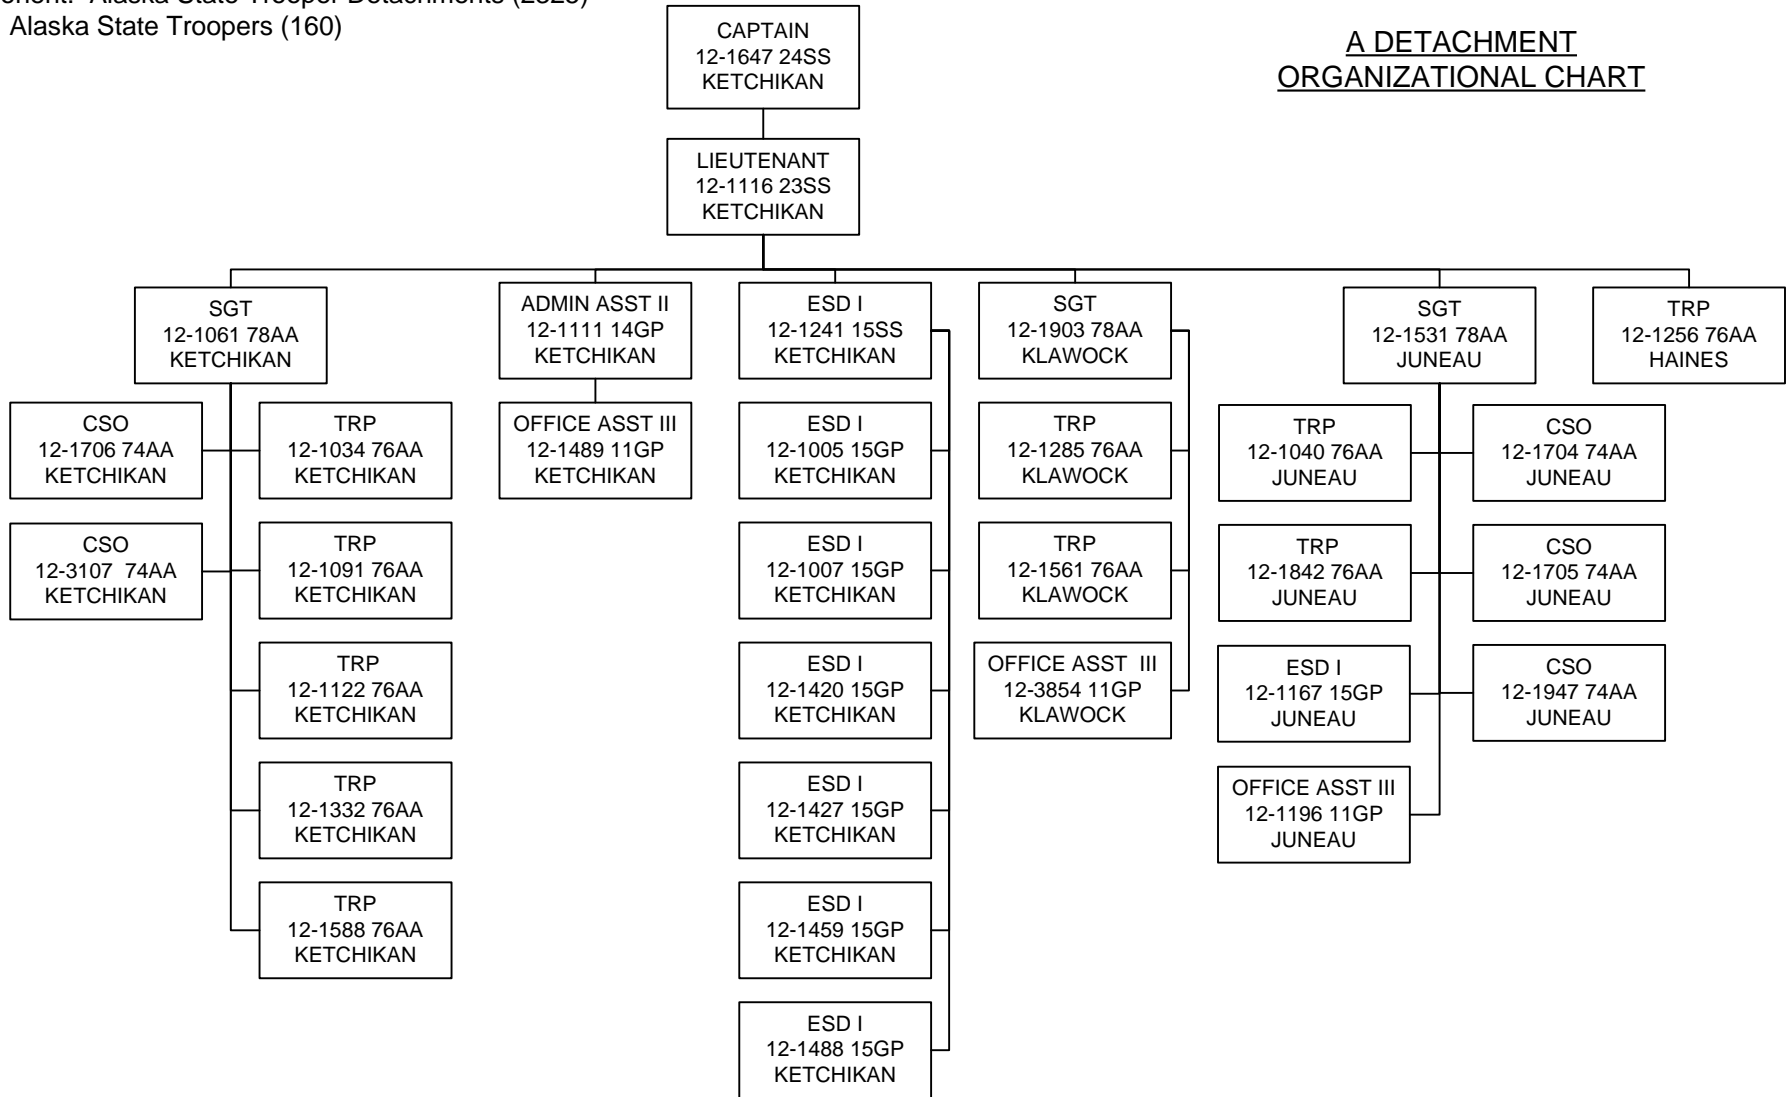 Alaska State Trooper Detachments
Alaska State Troopers (160)
A DETACHMENT
ORGANIZATIONAL CHART
CAPTAIN
12-1647 24SS
KETCHIKAN
LIEUTENANT
12-1116 23SS
KETCHIKAN
SGT
12-1061 78AA
KETCHIKAN
CSO
12-1706 74AA
KETCHIKAN
CSO
12-3107 74AA
KETCHIKAN
TRP
12-1034 76AA
KETCHIKAN
TRP
12-1091 76AA
KETCHIKAN
TRP
12-1122 76AA
KETCHIKAN
TRP
12-1332 76AA
KETCHIKAN
TRP
12-1588 76AA
KETCHIKAN
ADMIN ASST II
12-1111 14GP
KETCHIKAN
OFFICE ASST III
12-1489 11GP
KETCHIKAN
ESD I
12-1241 15SS
KETCHIKAN
ESD I
12-1005 15GP
KETCHIKAN
ESD I
12-1007 15GP
KETCHIKAN
ESD I
12-1420 15GP
KETCHIKAN
ESD I
12-1427 15GP
KETCHIKAN
ESD I
12-1459 15GP
KETCHIKAN
ESD I
12-1488 15GP
KETCHIKAN
SGT
12-1903 78AA
KLAWOCK
TRP
12-1285 76AA
KLAWOCK
TRP
12-1561 76AA
KLAWOCK
OFFICE ASST III
12-3854 11GP
KLAWOCK
SGT
12-1531 78AA
JUNEAU
TRP
12-1040 76AA
JUNEAU
TRP
12-1842 76AA
JUNEAU
ESD I
12-1167 15GP
JUNEAU
OFFICE ASST III
12-1196 11GP
JUNEAU
CSO
12-1704 74AA
JUNEAU
CSO
12-1705 74AA
JUNEAU
CSO
12-1947 74AA
JUNEAU
TRP
12-1256 76AA
HAINES